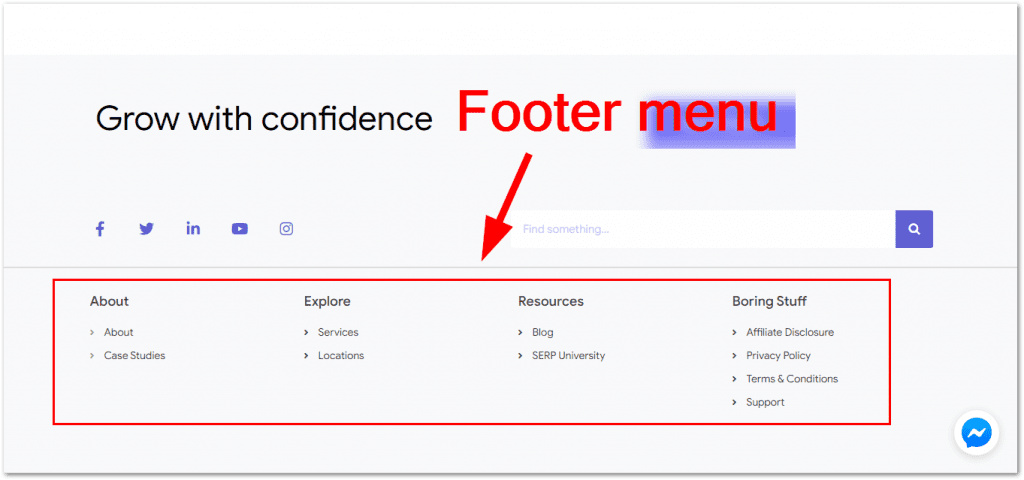 Grow with confidence
Footer menu
Find something...
About
About
Case Studies
Explore
Services
Locations
Resources
Blog
SERP University
Boring Stuff
Affiliate Disclosure
Privacy Policy
Terms & Conditions
Support